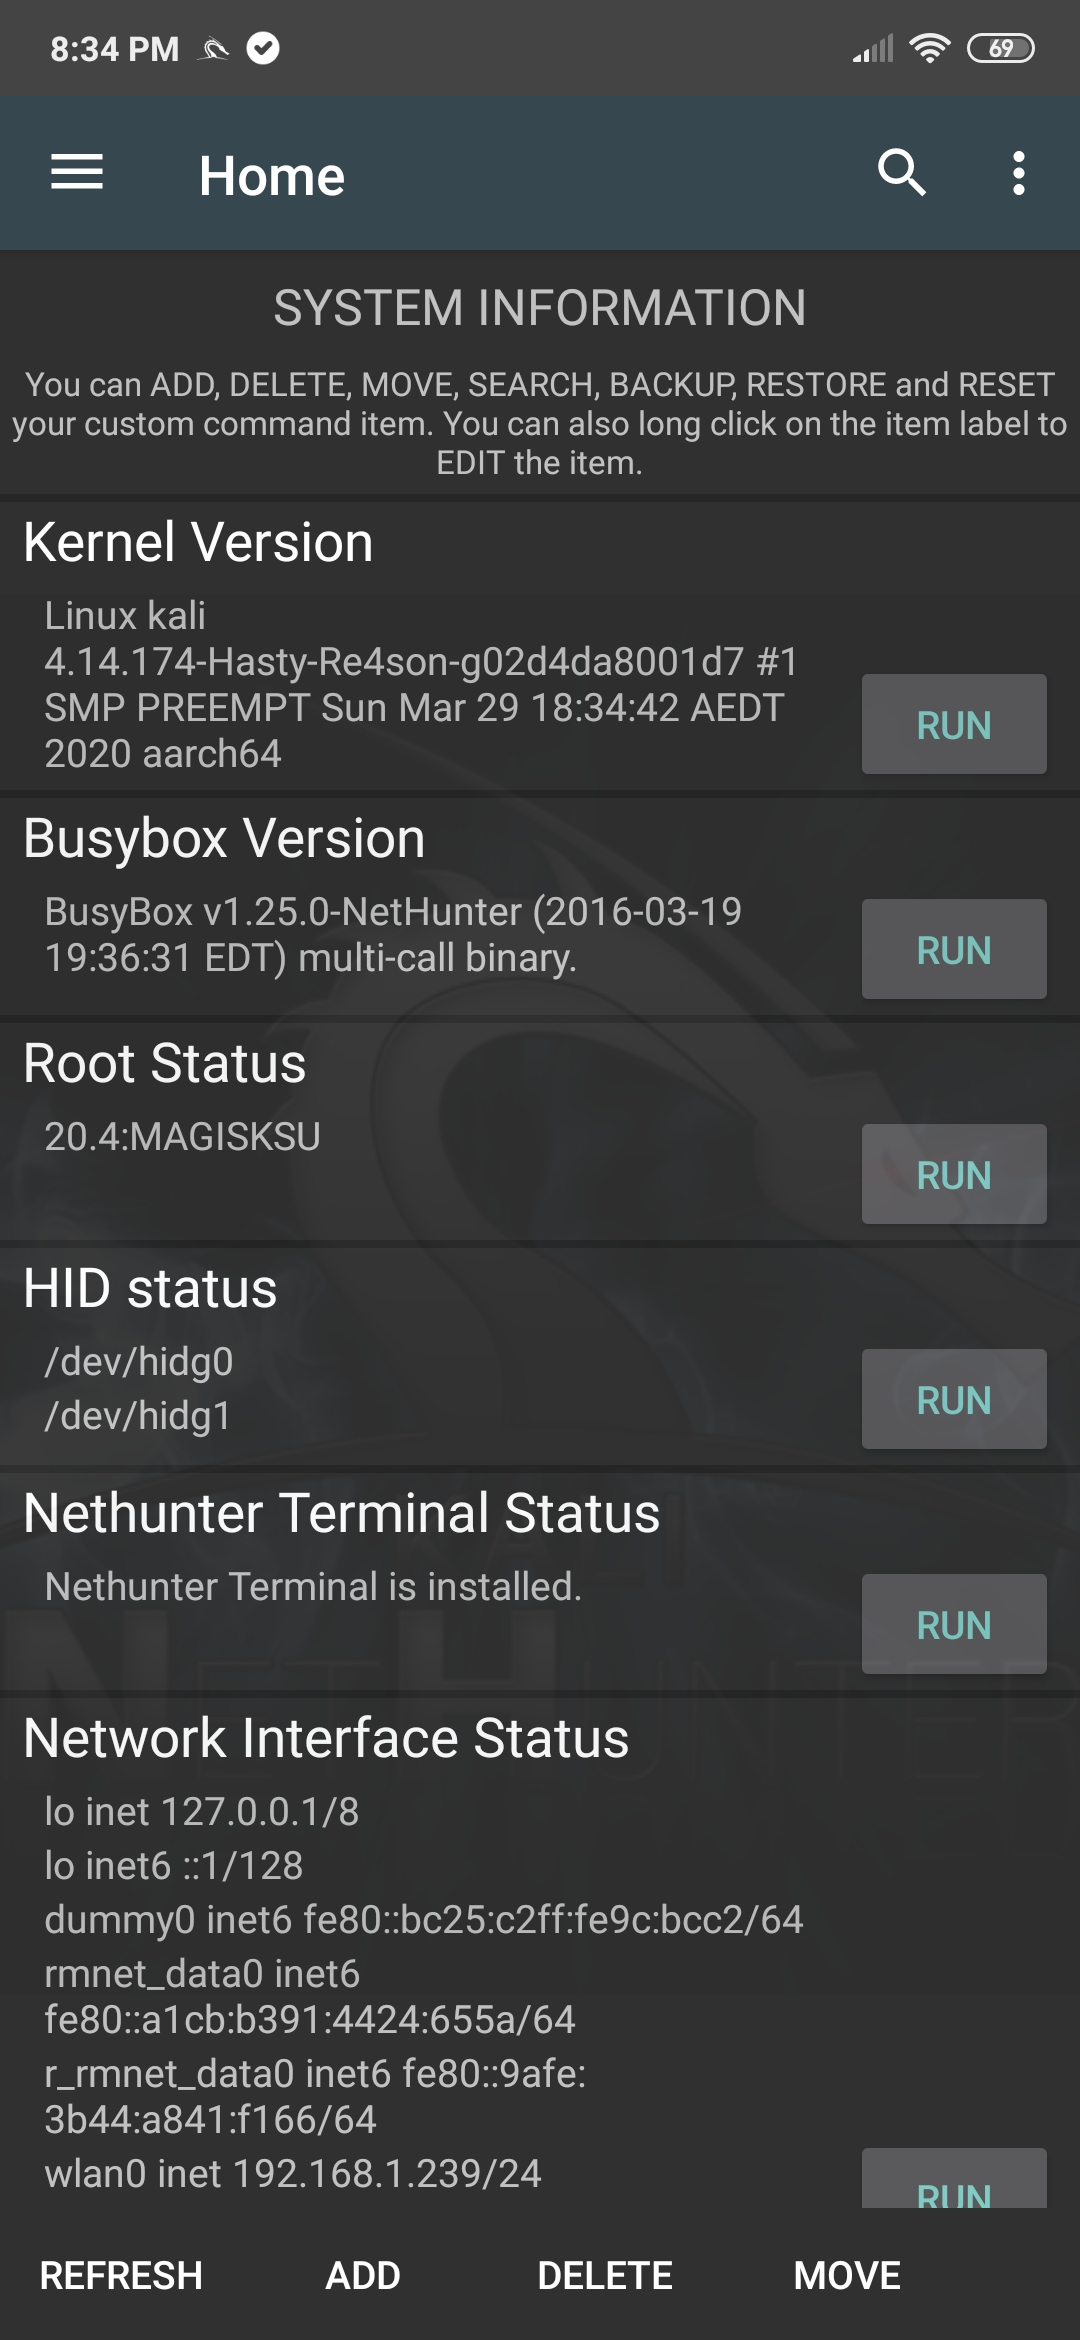 8:34 PM
69
Home
SYSTEM INFORMATION
You can ADD, DELETE, MOVE, SEARCH, BACKUP, RESTORE and RESET
your custom command item. You can also long click on the item label to
EDIT the item.
Kernel Version
Linux kali
4.14.174-Hasty-Re4son-g02d4da8001d7 #1
SMP PREEMPT Sun Mar 29 18:34:42 AEDT
2020 aarch64
RUN
Busybox Version
BusyBox v1.25.0-NetHunter (2016-03-19
19:36:31 EDT) multi-call binary.
RUN
Root Status
20.4:MAGISKSU
RUN
HID status
/dev/hidg0
/dev/hidg1
RUN
Nethunter Terminal Status
Nethunter Terminal is installed.
RUN
KALI
NETHUNTER
Network Interface Status
lo inet 127.0.0.1/8
lo inet6 ::1/128
dummy0 inet6 fe80::bc25:c2ff:fe9c:bcc2/64
rmnet_data0 inet6
fe80::a1cb:b391:4424:655a/64
r_rmnet_data0 inet6 fe80::9afe:
3b44:a841:f166/64
wlan0 inet 192.168.1.239/24
RUN
REFRESH
ADD
DELETE
MOVE